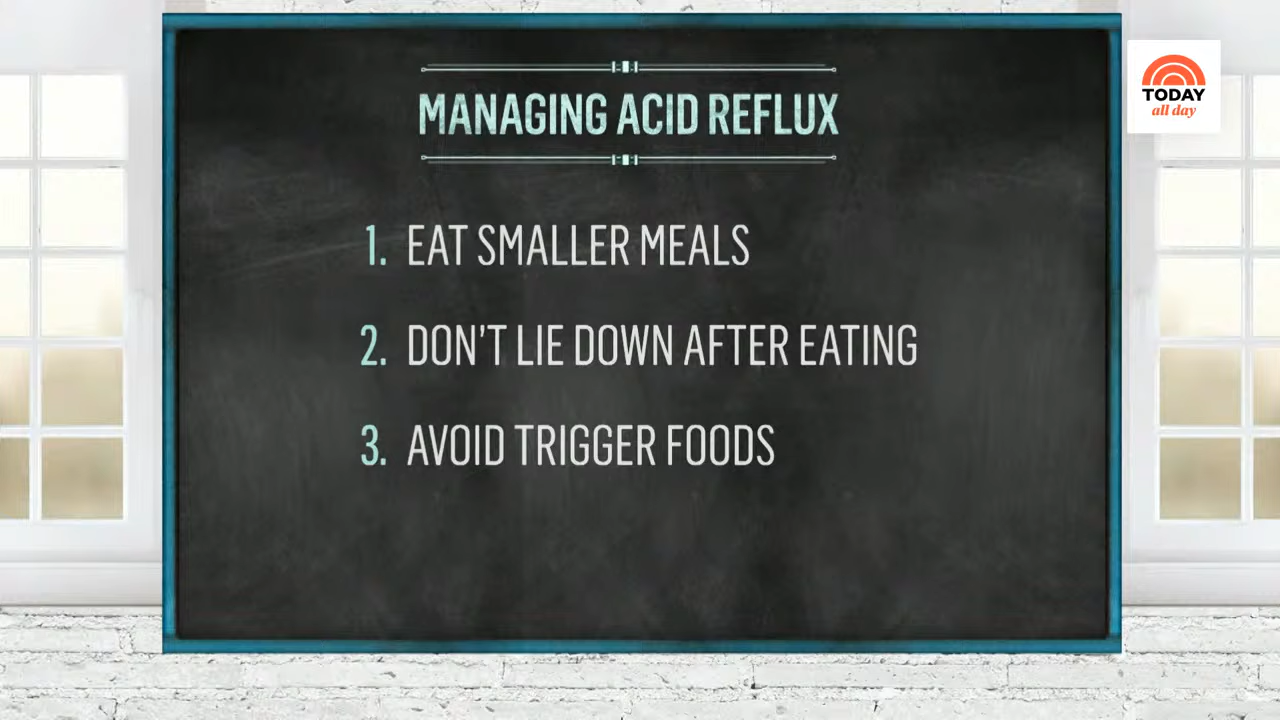 MANAGING ACID REFLUX
TODAY
all day
1. EAT SMALLER MEALS
2. DON'T LIE DOWN AFTER EATING
3. AVOID TRIGGER FOODS